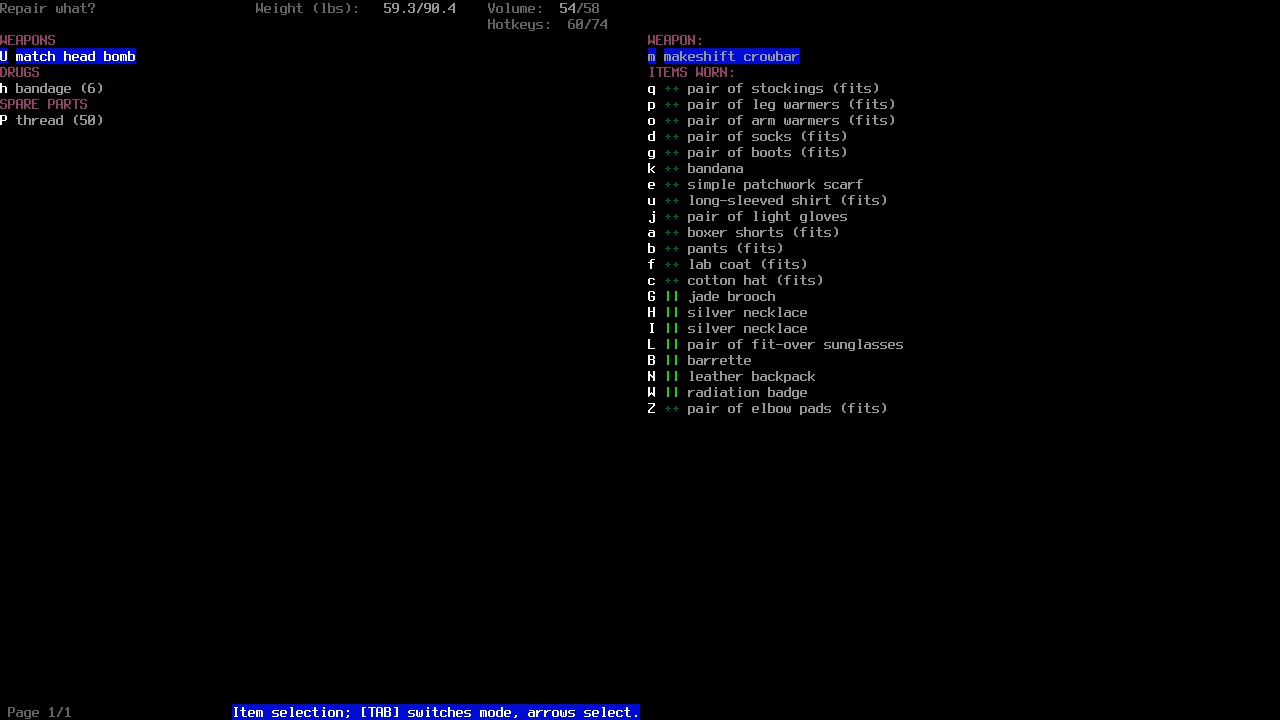 Repair what? Weight (lbs): 59.3/90.4 Volume: 54/58
Hotkeys: 60/74
WEAPONS
U match head bomb
DRUGS
h bandage (6)
SPARE PARTS
P thread (50)
WEAPON:
m makeshift crowbar
ITEMS WORN:
q ++ pair of stockings (fits)
p ++ pair of leg warmers (fits)
o ++ pair of arm warmers (fits)
d ++ pair of socks (fits)
g ++ pair of boots (fits)
k ++ bandana
e ++ simple patchwork scarf
u ++ long-sleeved shirt (fits)
j ++ pair of light gloves
a ++ boxer shorts (fits)
b ++ pants (fits)
f ++ lab coat (fits)
c ++ cotton hat (fits)
G || jade brooch
H || silver necklace
I || silver necklace
L || pair of fit-over sunglasses
B || barrette
N || leather backpack
W || radiation badge
Z ++ pair of elbow pads (fits)
Page 1/1 Item selection; [TAB] switches mode, arrows select.